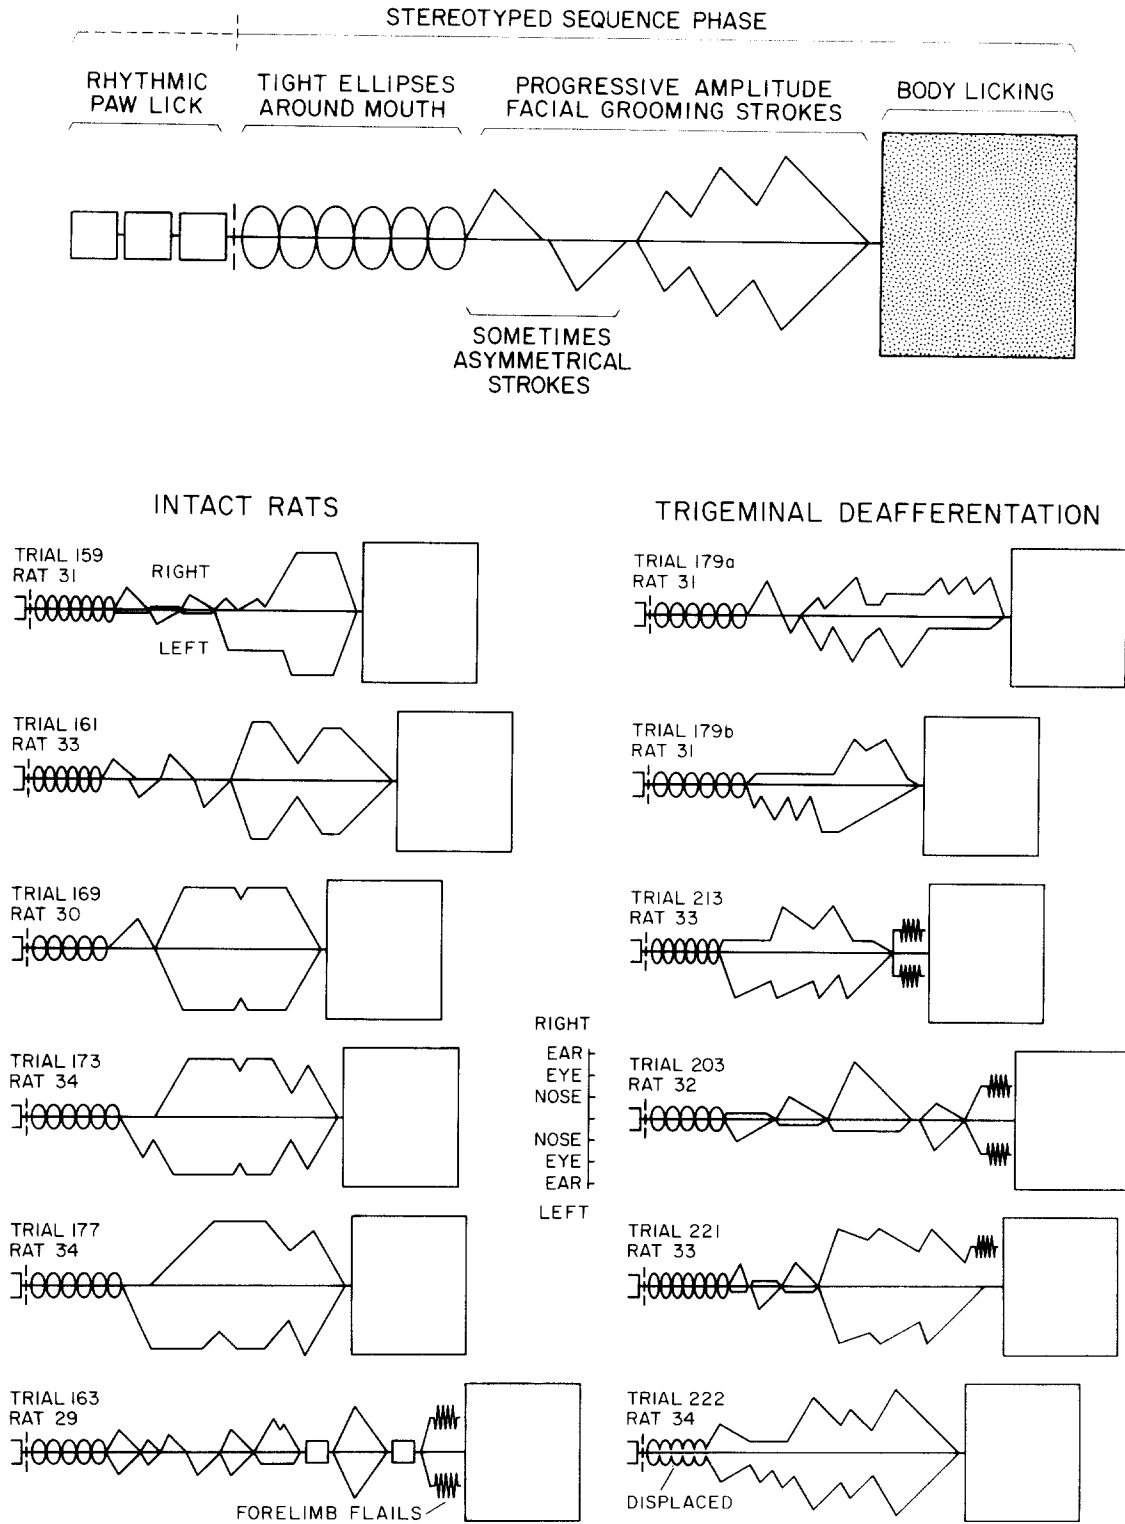 STEREOTYPED SEQUENCE PHASE
RHYTHMIC
PAW LICK
TIGHT ELLIPSES
AROUND MOUTH
PROGRESSIVE AMPLITUDE
FACIAL GROOMING STROKES
BODY LICKING
SOMETIMES
ASYMMETRICAL
STROKES
INTACT RATS
TRIAL 159
RAT 31
RIGHT
LEFT
TRIAL 161
RAT 33
TRIAL 169
RAT 30
TRIAL 173
RAT 34
TRIAL 177
RAT 34
TRIAL 163
RAT 29
FORELIMB FLAILS
RIGHT
EAR
EYE
NOSE
NOSE
EYE
EAR
LEFT
TRIGEMINAL DEAFFERENTATION
TRIAL 179a
RAT 31
TRIAL 179b
RAT 31
TRIAL 213
RAT 33
TRIAL 203
RAT 32
TRIAL 221
RAT 33
TRIAL 222
RAT 34
DISPLACED